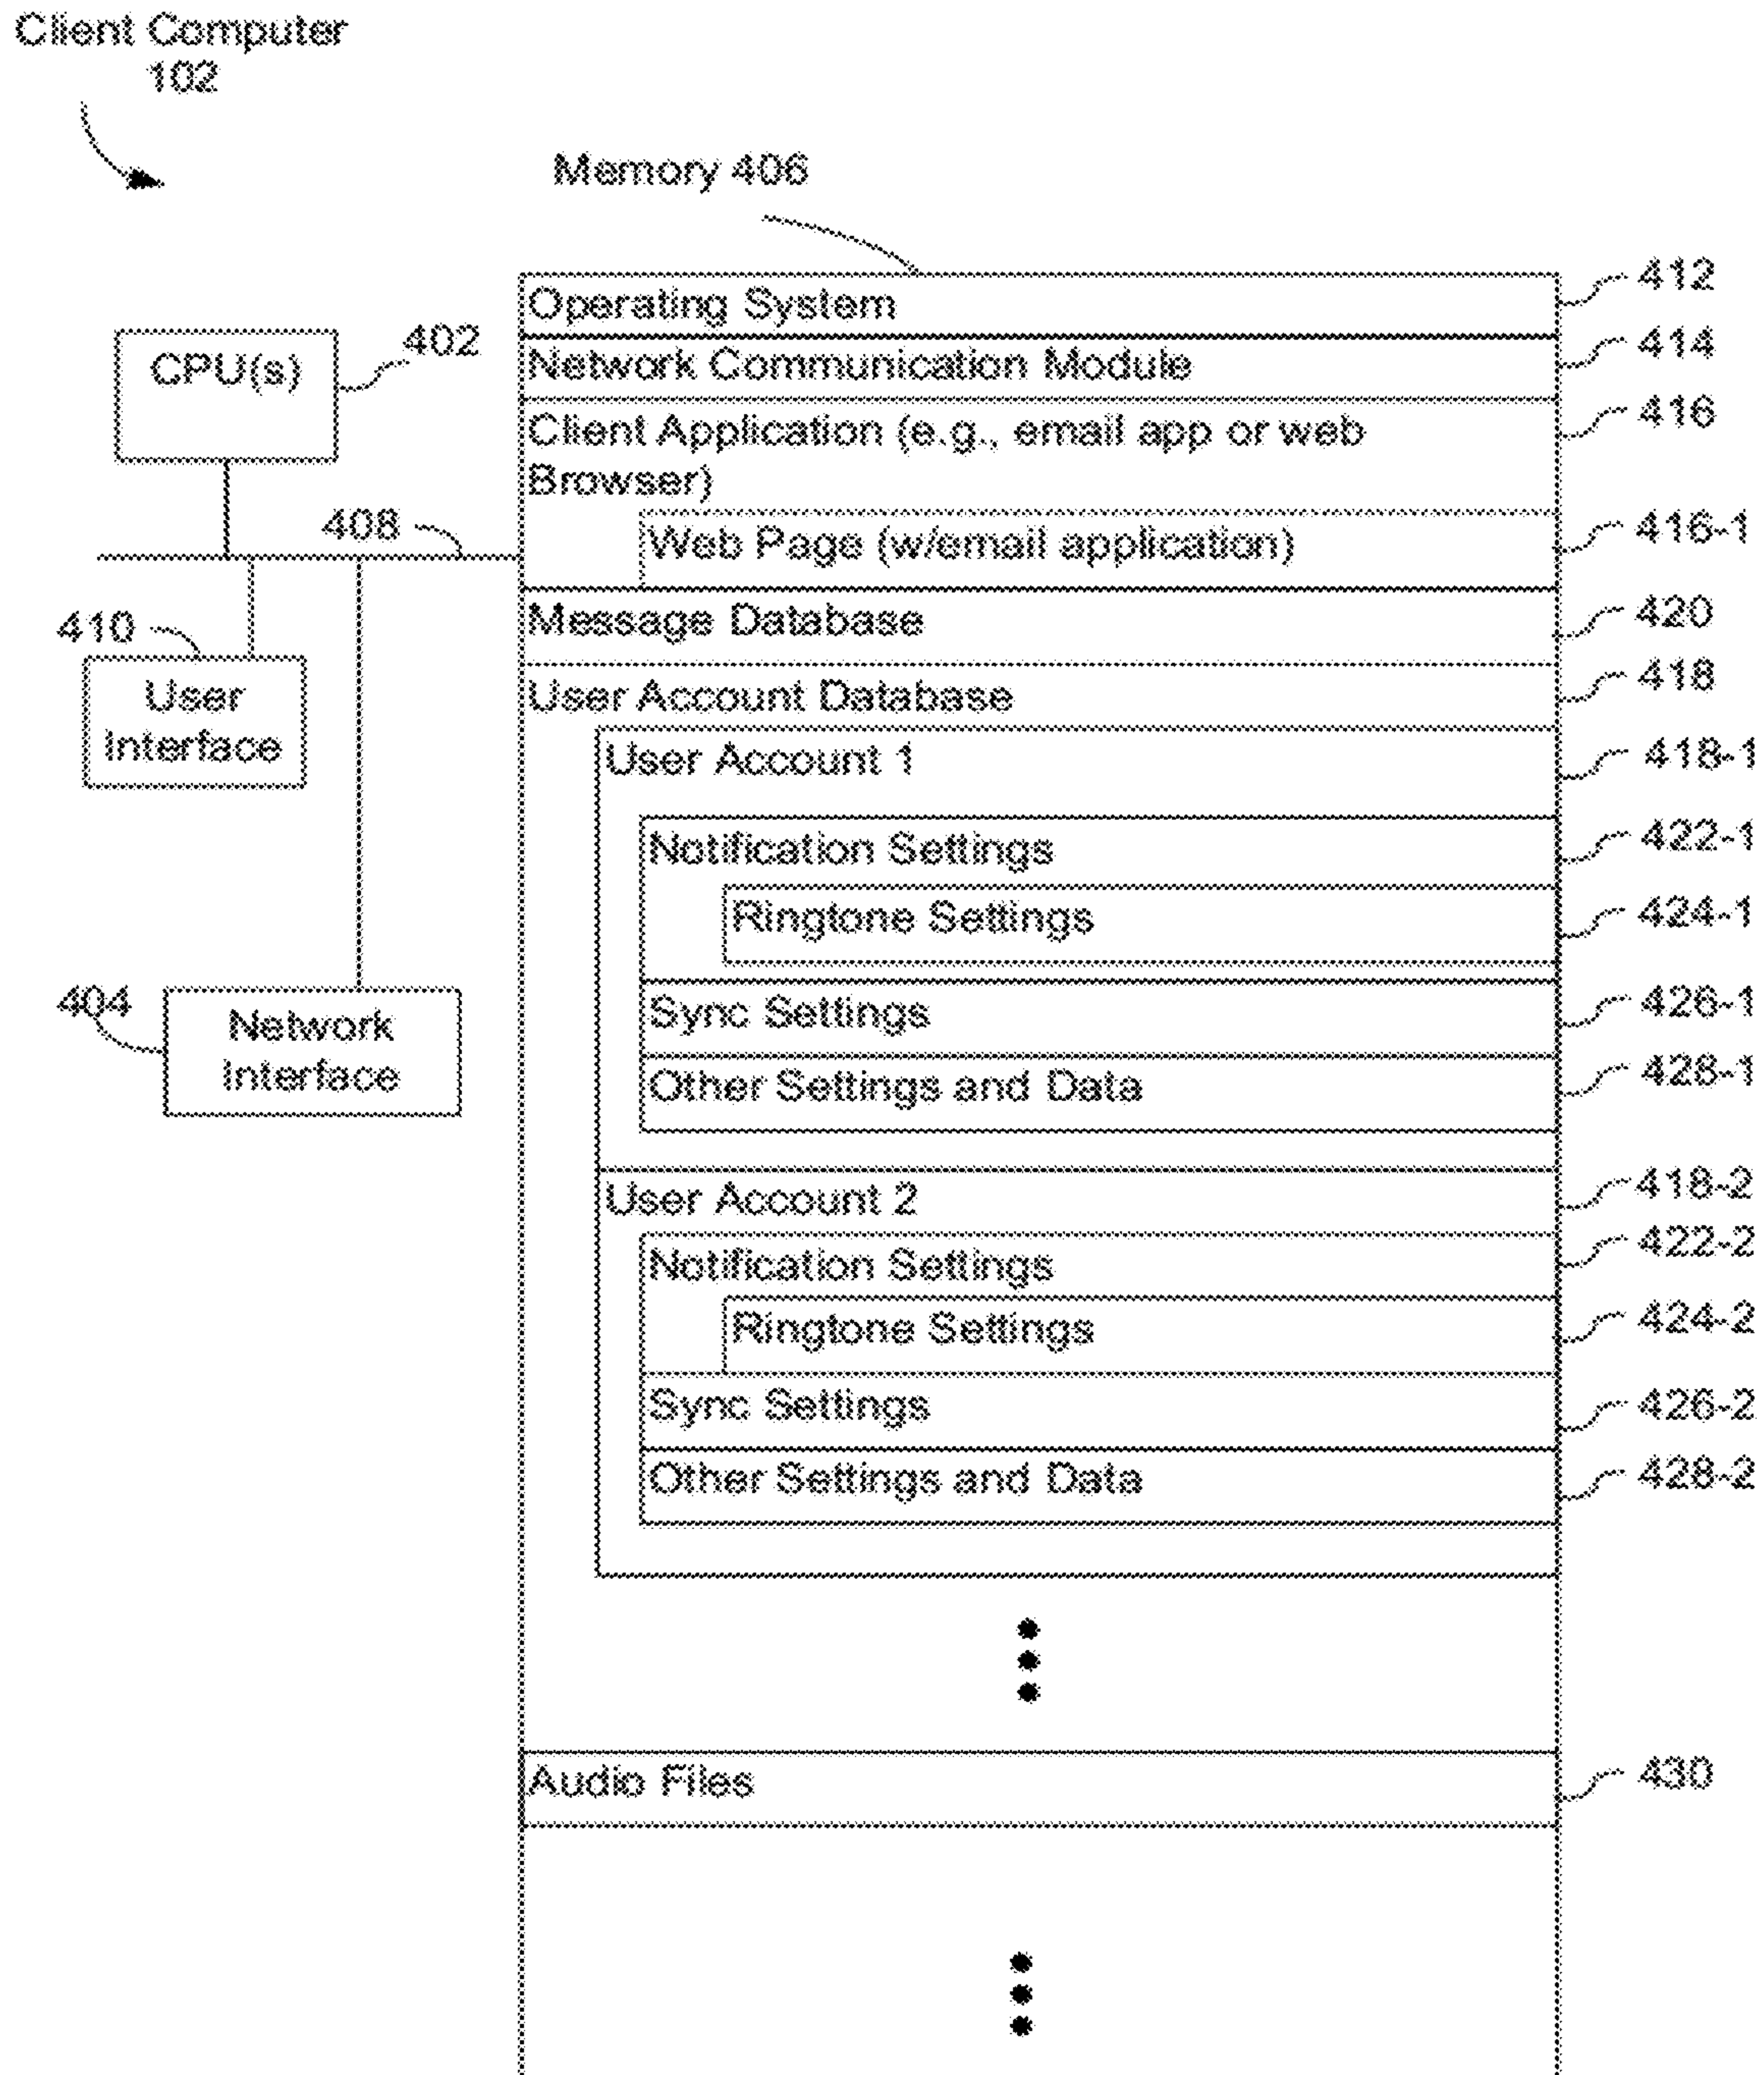 Client Computer
102
Memory 406
Operating System
412
CPU(s)
402
Network Communication Module
414
Client Application (e.g., email app or web
Browser)
416
408
Web Page (w/email application)
416-1
Message Database
420
410
User
Interface
User Account Database
418
User Account 1
418-1
Notification Settings
422-1
Ringtone Settings
424-1
404
Network
Interface
Sync Settings
426-1
Other Settings and Data
428-1
User Account 2
418-2
Notification Settings
422-2
Ringtone Settings
424-2
Sync Settings
426-2
Other Settings and Data
428-2
Audio Files
430